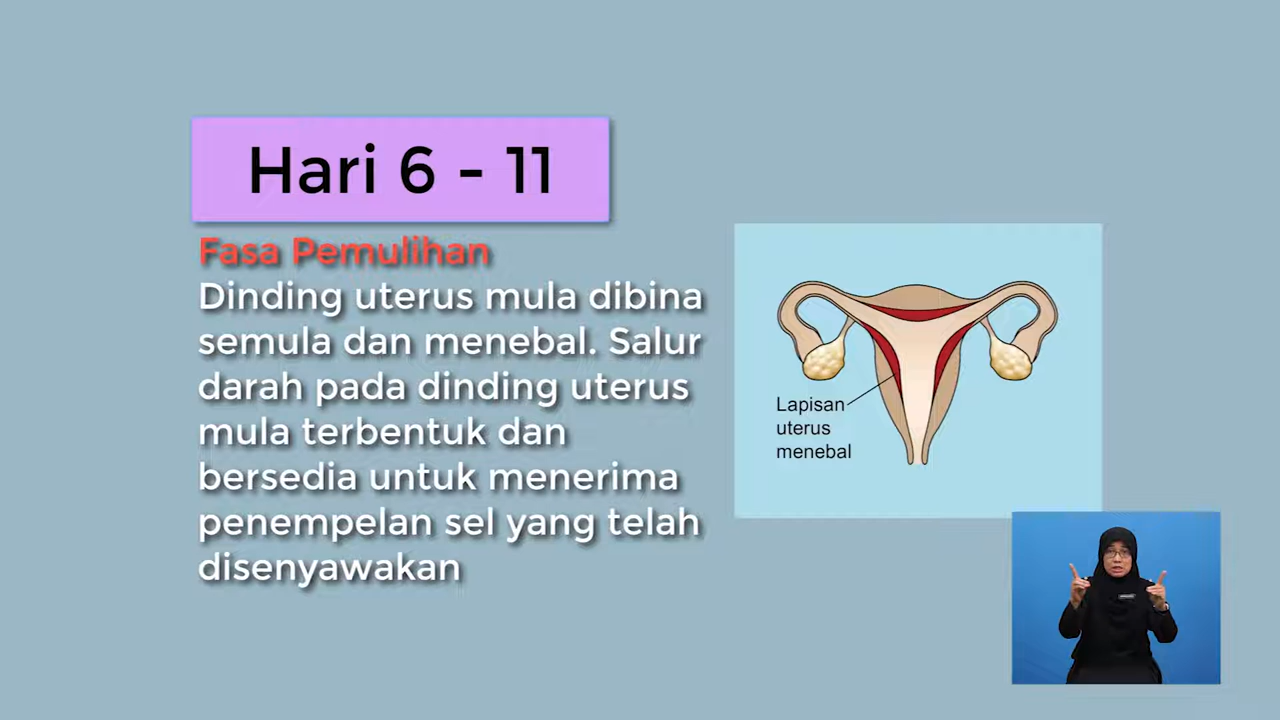 Hari 6 - 11
Fasa Pemulihan
Dinding uterus mula dibina
semula dan menebal. Salur
darah pada dinding uterus
mula terbentuk dan
bersedia untuk menerima
penempelan sel yang telah
disenyawakan
Lapisan
uterus
menebal